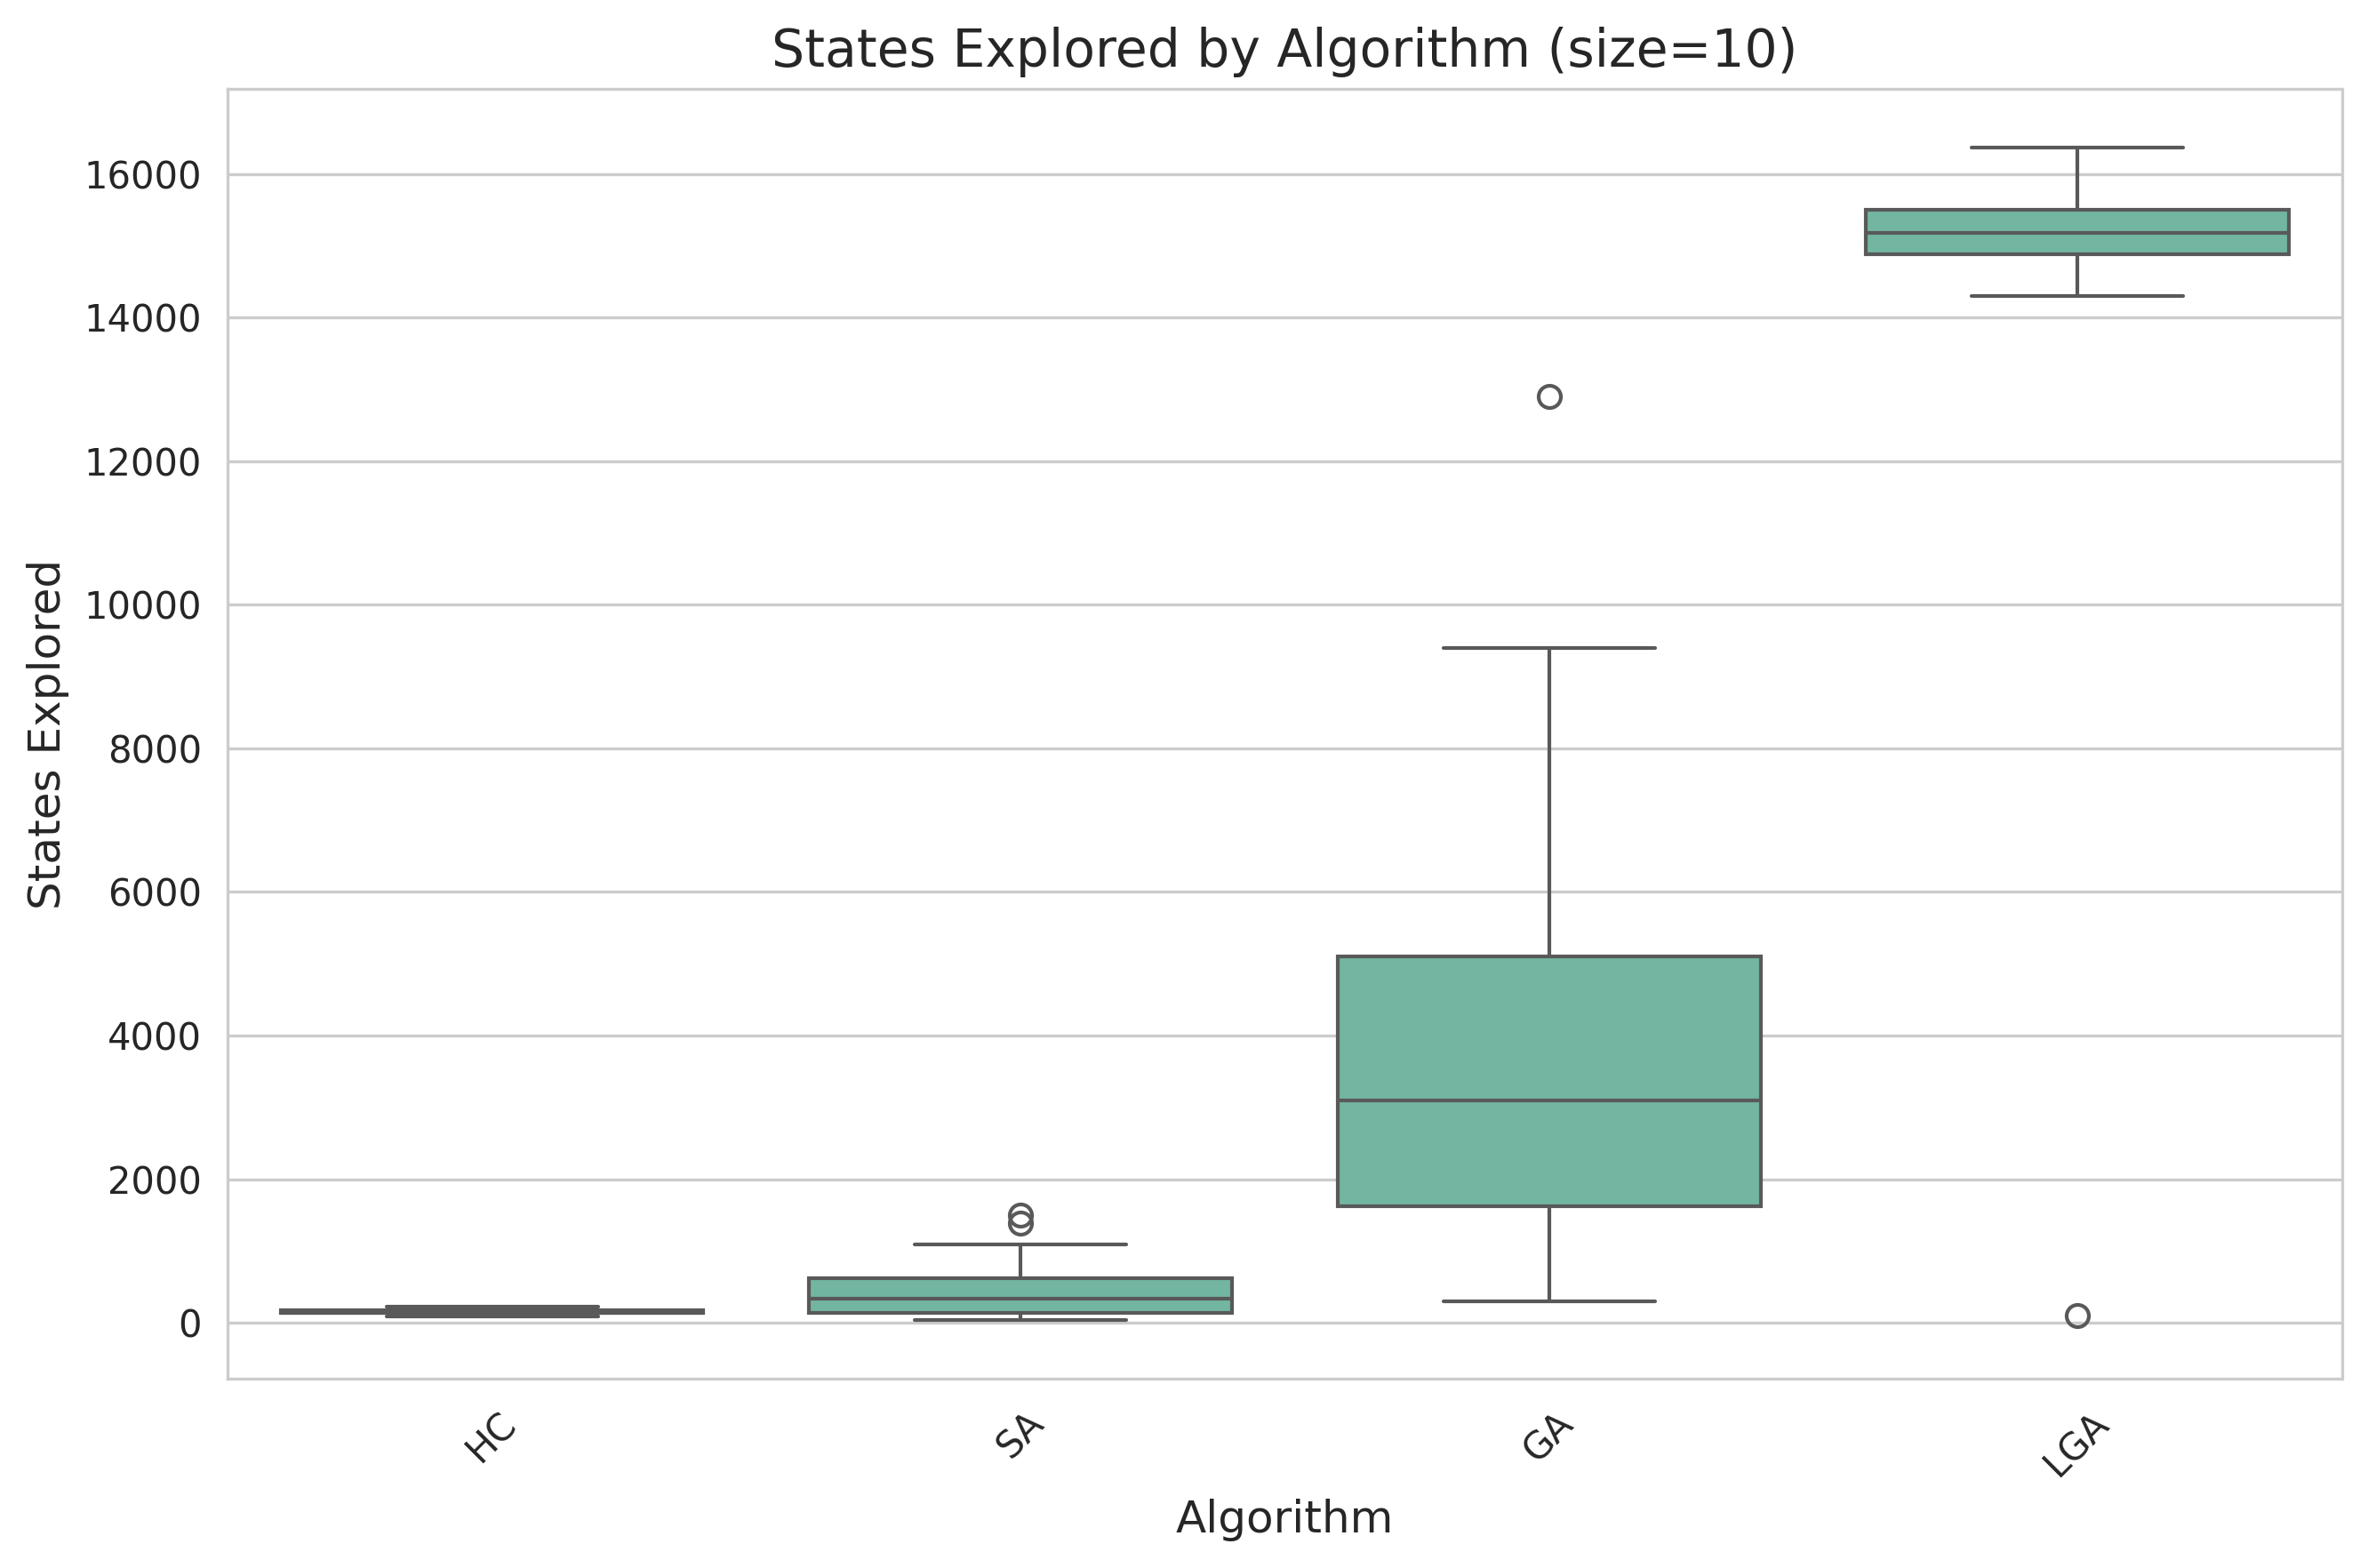 States Explored by Algorithm (size=10)
States Explored
16000
14000
12000
10000
8000
6000
4000
2000
0
HC
SA
GA
LGA
Algorithm